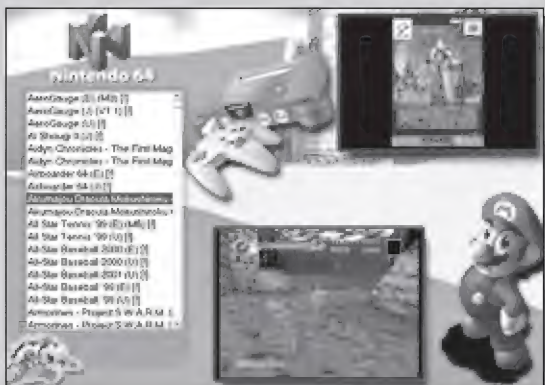 Nintendo 64
AeroGauge (E) (M3) [!]
AeroGauge (J) (V1.1) [!]
AeroGauge (U) [!]
AI Shougi 3 (J) [!]
Aidyn Chronicles - The First Mag
Aidyn Chronicles - The First Mag
Airboarder 64 (E) [!]
Airboarder 64 (J) [!]
Akumajou Dracula Mokushiroku
Akumajou Dracula Mokushiroku
All Star Tennis '99 (E) (M5) [!]
All Star Tennis '99 (U) [!]
All-Star Baseball 2000 (E) [!]
All-Star Baseball 2000 (U) [!]
All-Star Baseball 2001 (U) [!]
All-Star Baseball '99 (E) [!]
All-Star Baseball '99 (U) [!]
Armorines - Project S.W.A.R.M. (
Armorines - Project S.W.A.R.M. (